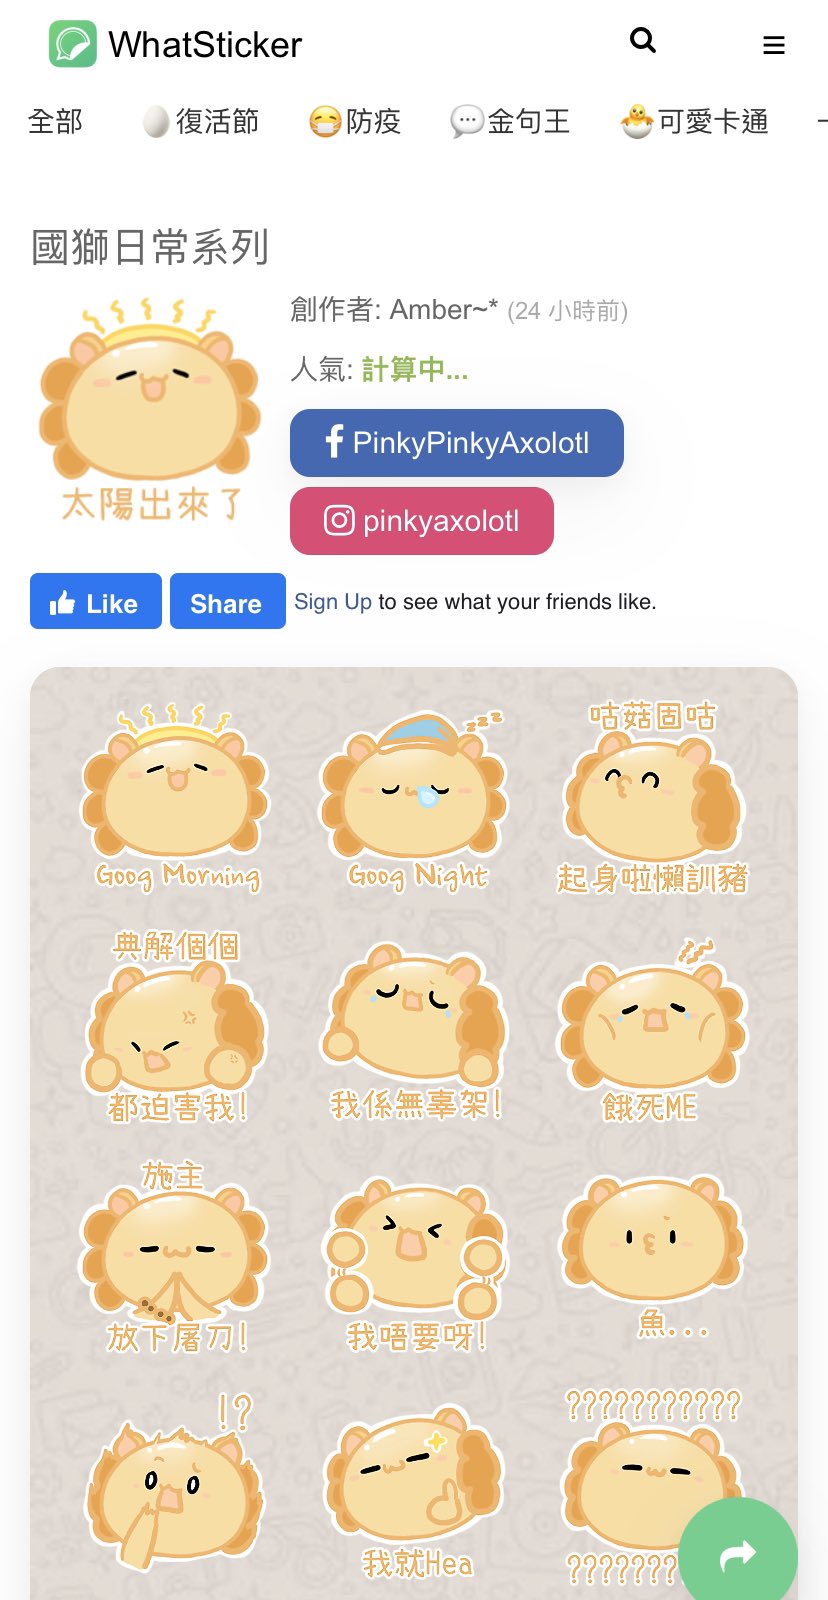 WhatSticker
全部 復活節 防疫 金句王 可愛卡通
國獅日常系列
創作者: Amber~* (24 小時前)
人氣: 計算中...
太陽出來了
PinkyPinkyAxolotl
pinkyaxolotl
Like Share Sign Up to see what your friends like.
咕菇固咕
Goog Morning
Goog Night
起身啦懶訓豬
典解個個
都迫害我!
我係無辜架!
餓死ME
施主
放下屠刀!
我唔要呀!
魚...
!?
我就Hea
???????????
???????